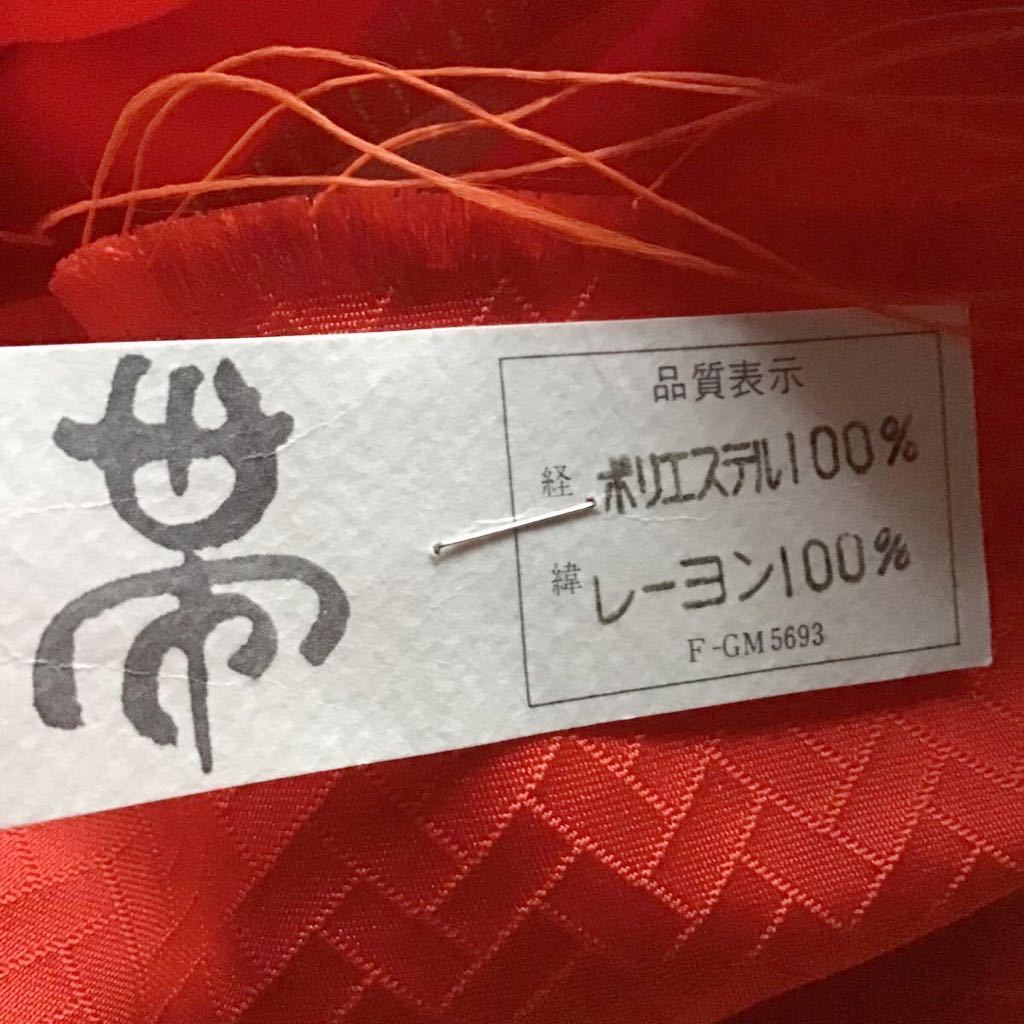 帯
品質表示
経 ポリエステル100%
緯 レーヨン100%
F-GM5693